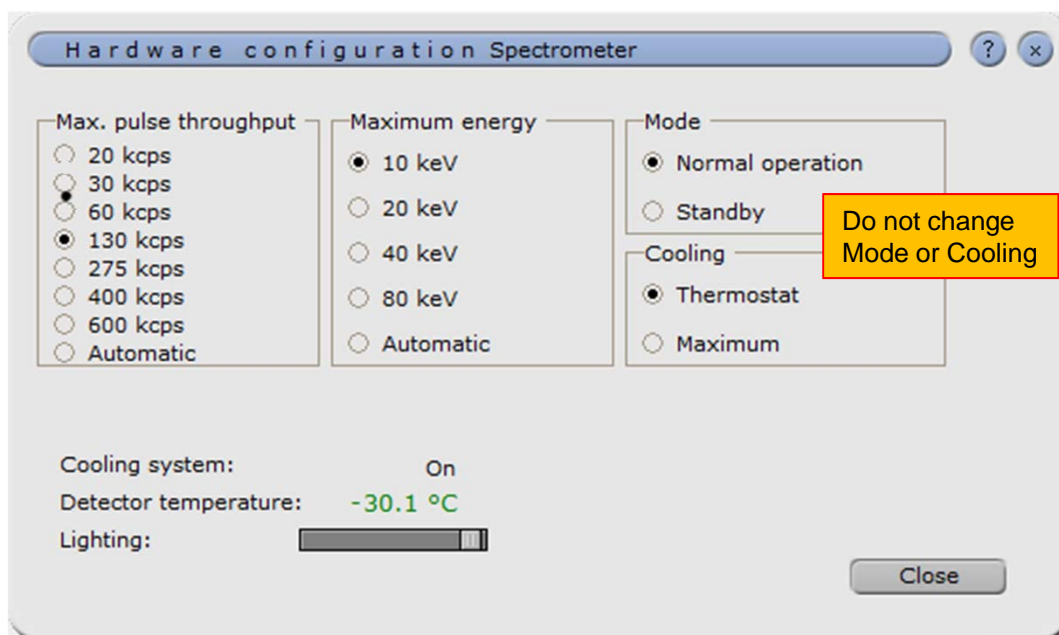 Hardware configuration Spectrometer ? ×
Max. pulse throughput
20 kcps
30 kcps
60 kcps
130 kcps
275 kcps
400 kcps
600 kcps
Automatic
Maximum energy
10 keV
20 keV
40 keV
80 keV
Automatic
Mode
Normal operation
Standby
Do not change
Mode or Cooling
Cooling
Thermostat
Maximum
Cooling system: On
Detector temperature: -30.1 °C
Lighting:
Close